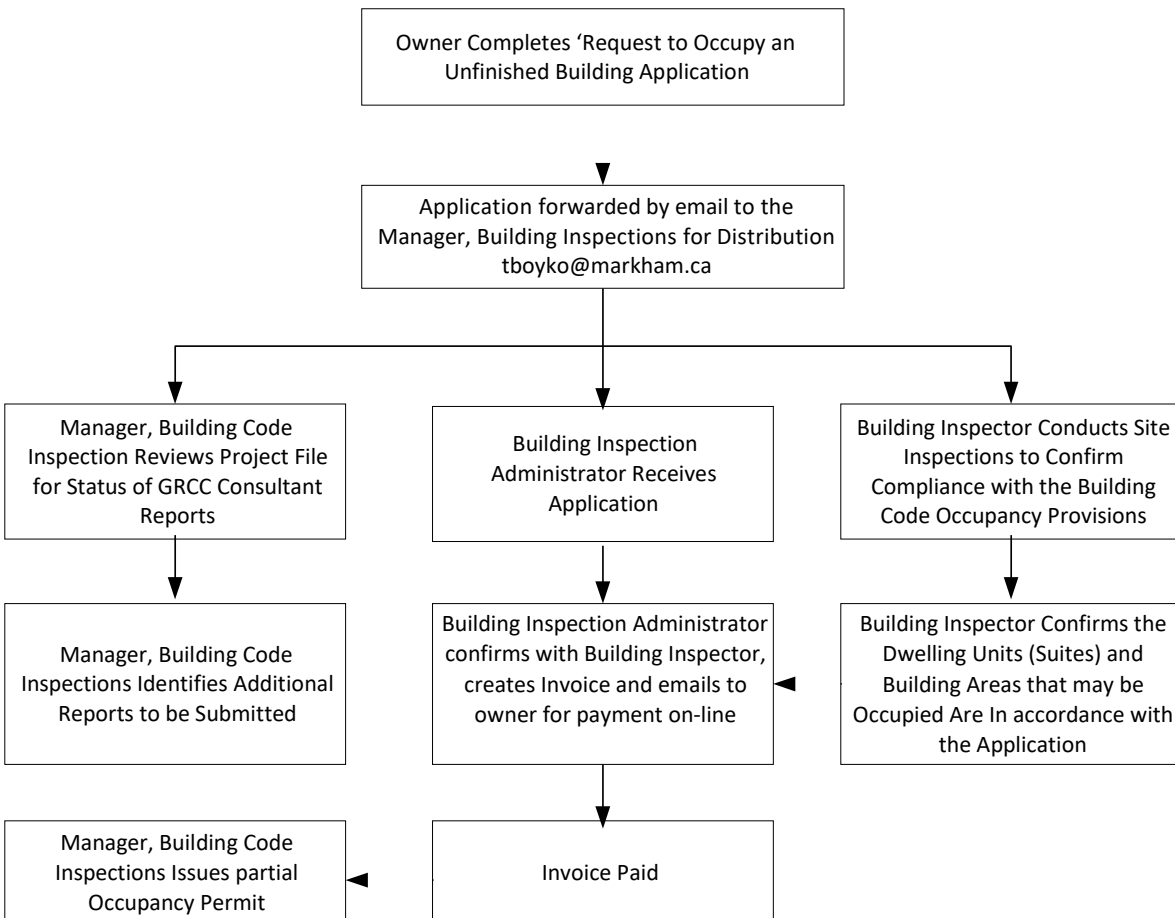 Owner Completes ‘Request to Occupy an
Unfinished Building Application
Application forwarded by email to the
Manager, Building Inspections for Distribution
tboyko@markham.ca
Manager, Building Code
Inspection Reviews Project File
for Status of GRCC Consultant
Reports
Building Inspection
Administrator Receives
Application
Building Inspector Conducts Site
Inspections to Confirm
Compliance with the Building
Code Occupancy Provisions
Manager, Building Code
Inspections Identifies Additional
Reports to be Submitted
Building Inspection Administrator
confirms with Building Inspector,
creates Invoice and emails to
owner for payment on-line
Building Inspector Confirms the
Dwelling Units (Suites) and
Building Areas that may be
Occupied Are In accordance with
the Application
Manager, Building Code
Inspections Issues partial
Occupancy Permit
Invoice Paid